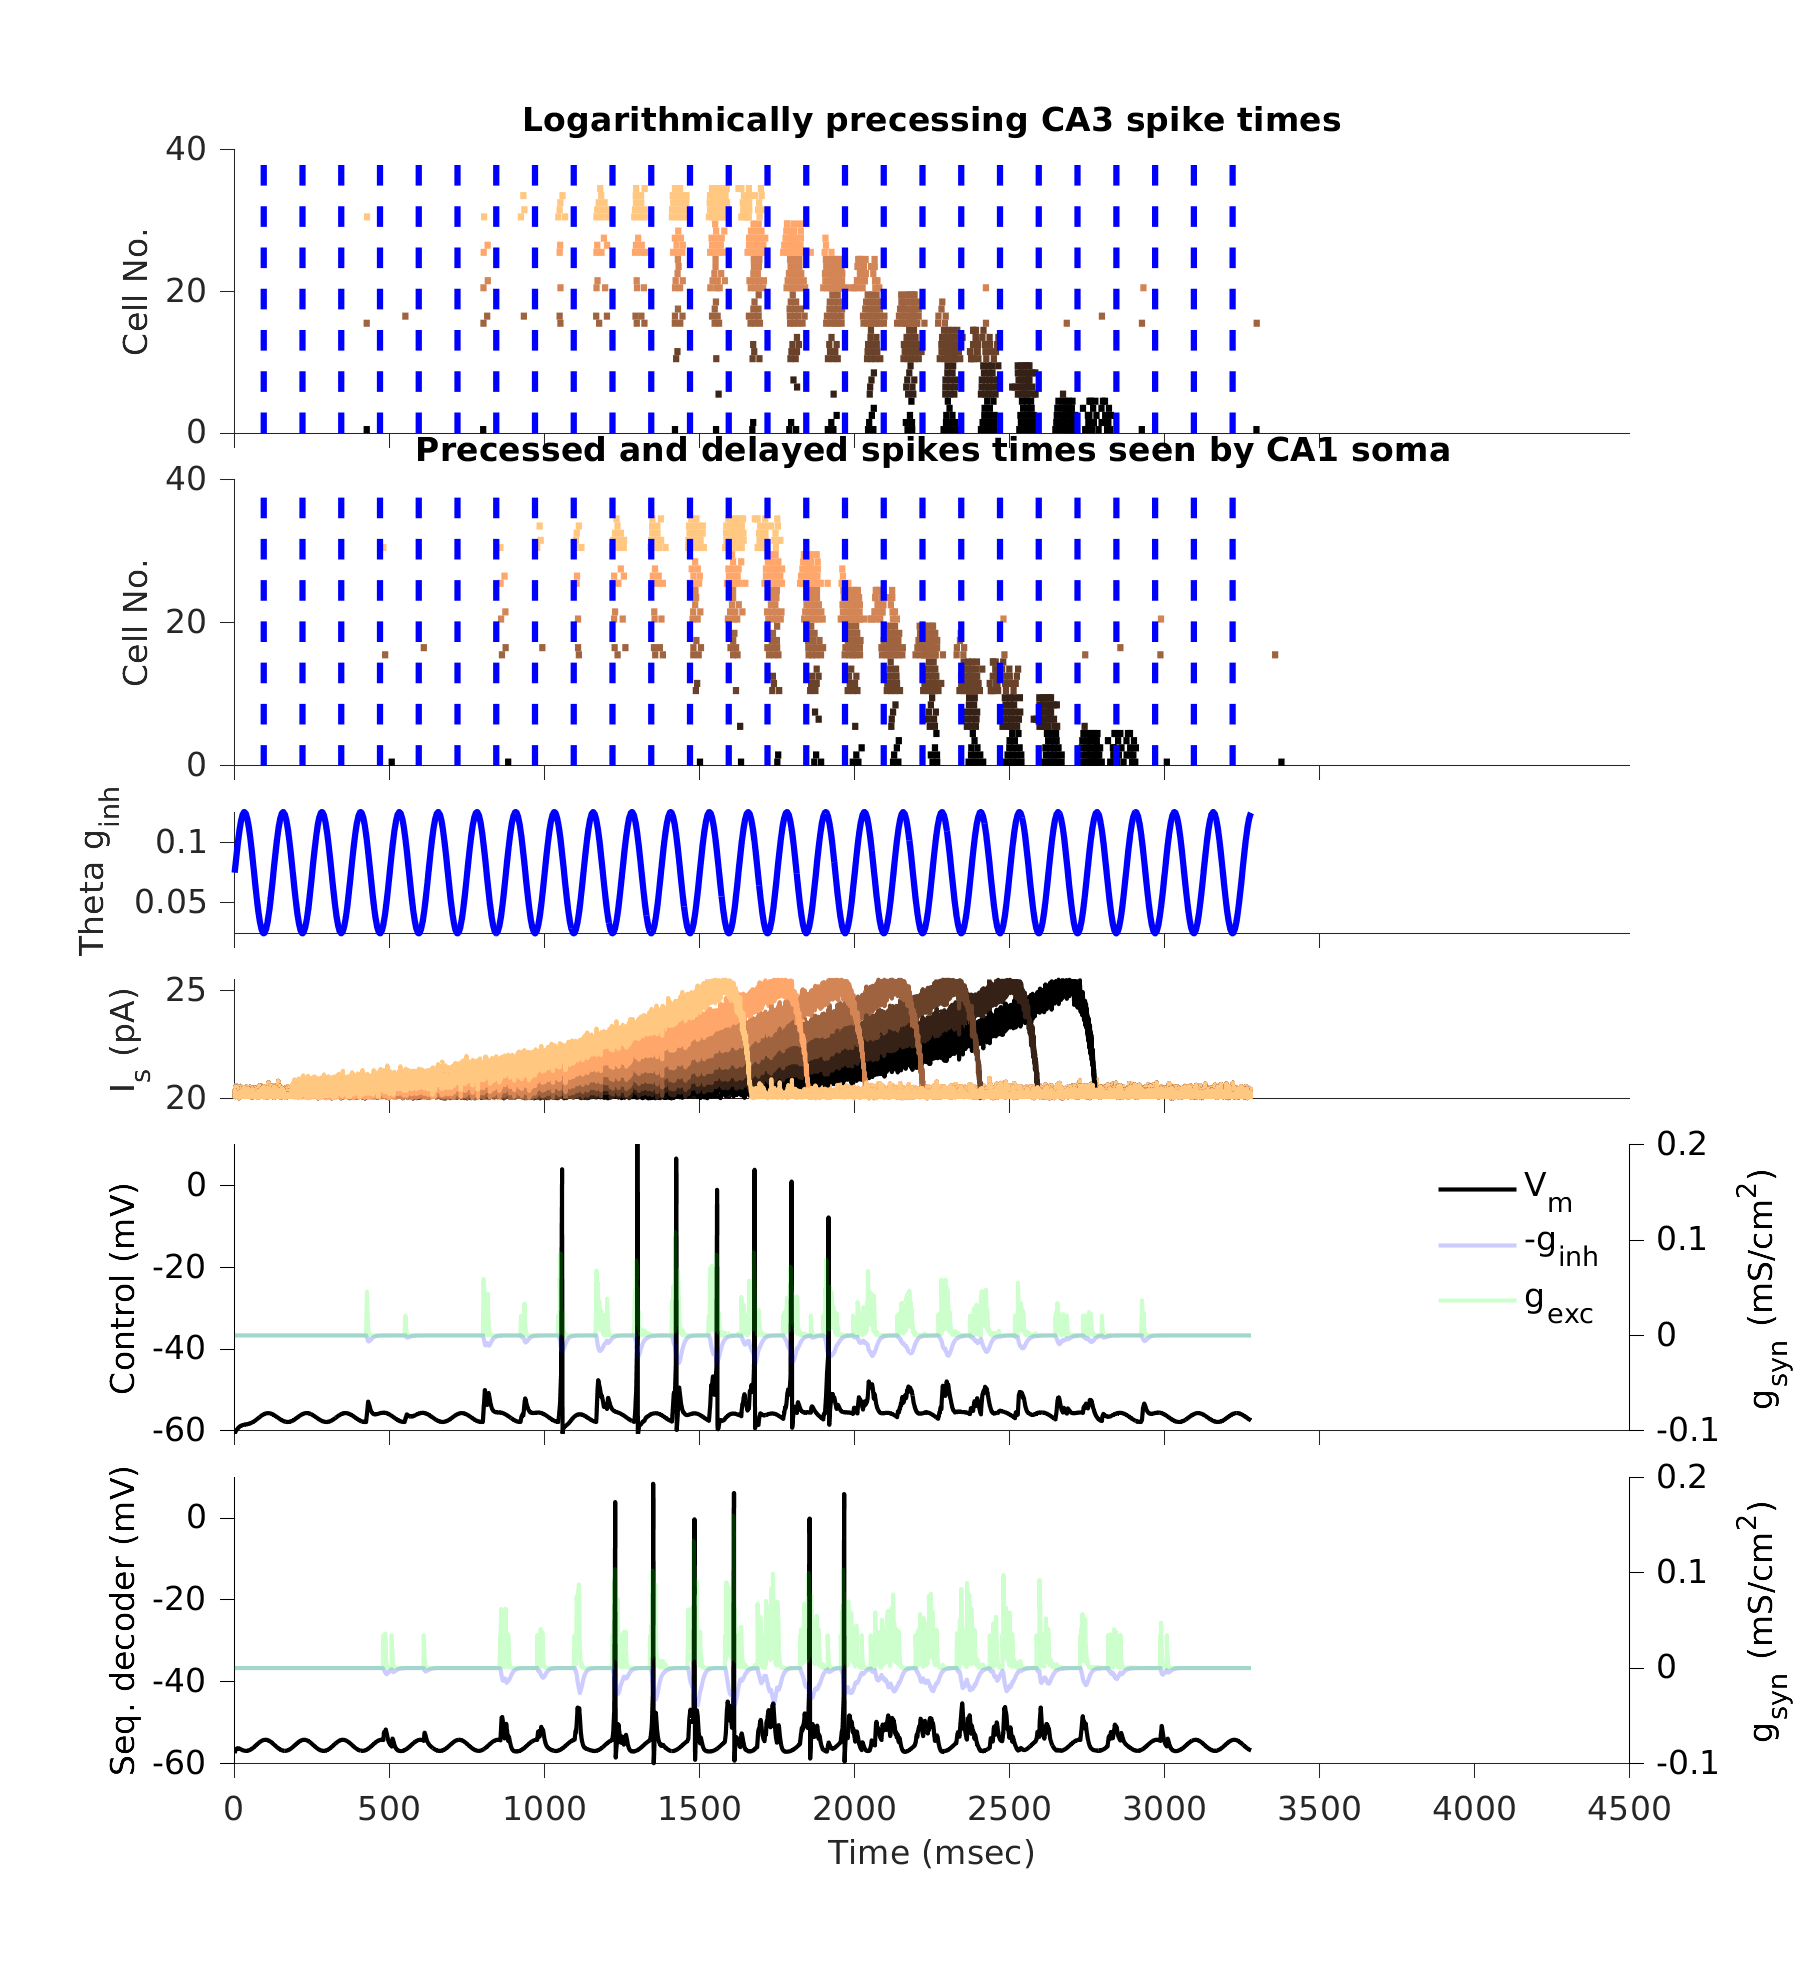 Logarithmically precessing CA3 spike times
40
20
0
Cell No.
Precessed and delayed spikes times seen by CA1 soma
40
20
0
Cell No.
0.1
0.05
Theta g_inh
25
20
I_s (pA)
0
-20
-40
-60
Control (mV)
V_m
-g_inh
g_exc
0.2
0.1
0
-0.1
g_syn (mS/cm^2)
0
-20
-40
-60
Seq. decoder (mV)
0.2
0.1
0
-0.1
g_syn (mS/cm^2)
0 500 1000 1500 2000 2500 3000 3500 4000 4500
Time (msec)